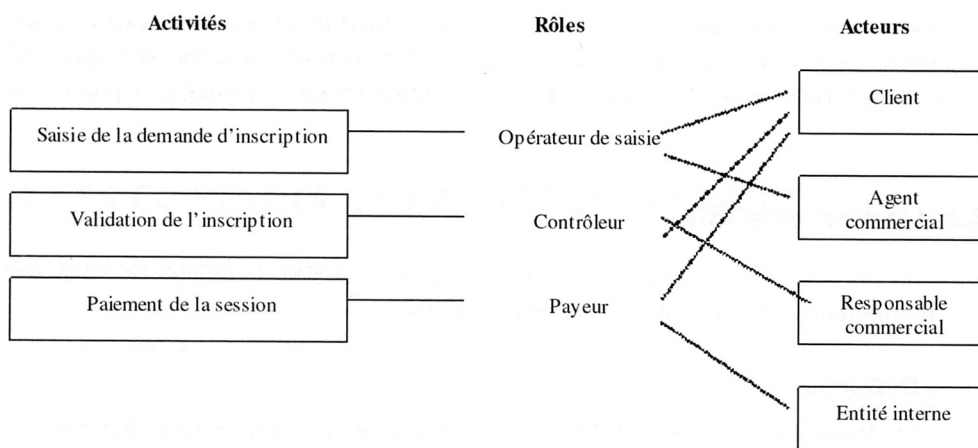 Activités Rôles Acteurs
Client
Saisie de la demande d'inscription Opérateur de saisie
Agent
commercial
Validation de l'inscription Contrôleur
Paiement de la session Payeur
Responsable
commercial
Entité interne